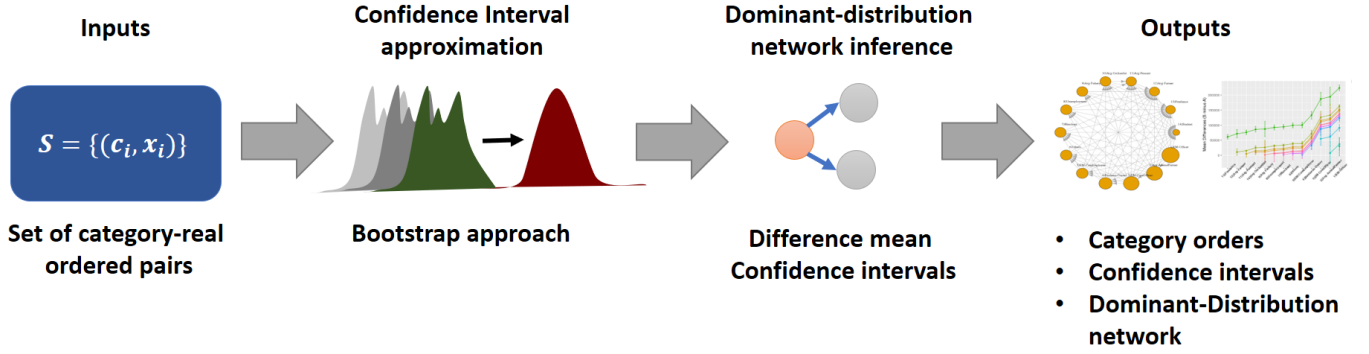 Inputs
S = {(cᵢ, xᵢ)}
Set of category-real
ordered pairs
Confidence Interval
approximation
Bootstrap approach
Dominant-distribution
network inference
Difference mean
Confidence intervals
Outputs
• Category orders
• Confidence intervals
• Dominant-Distribution
network